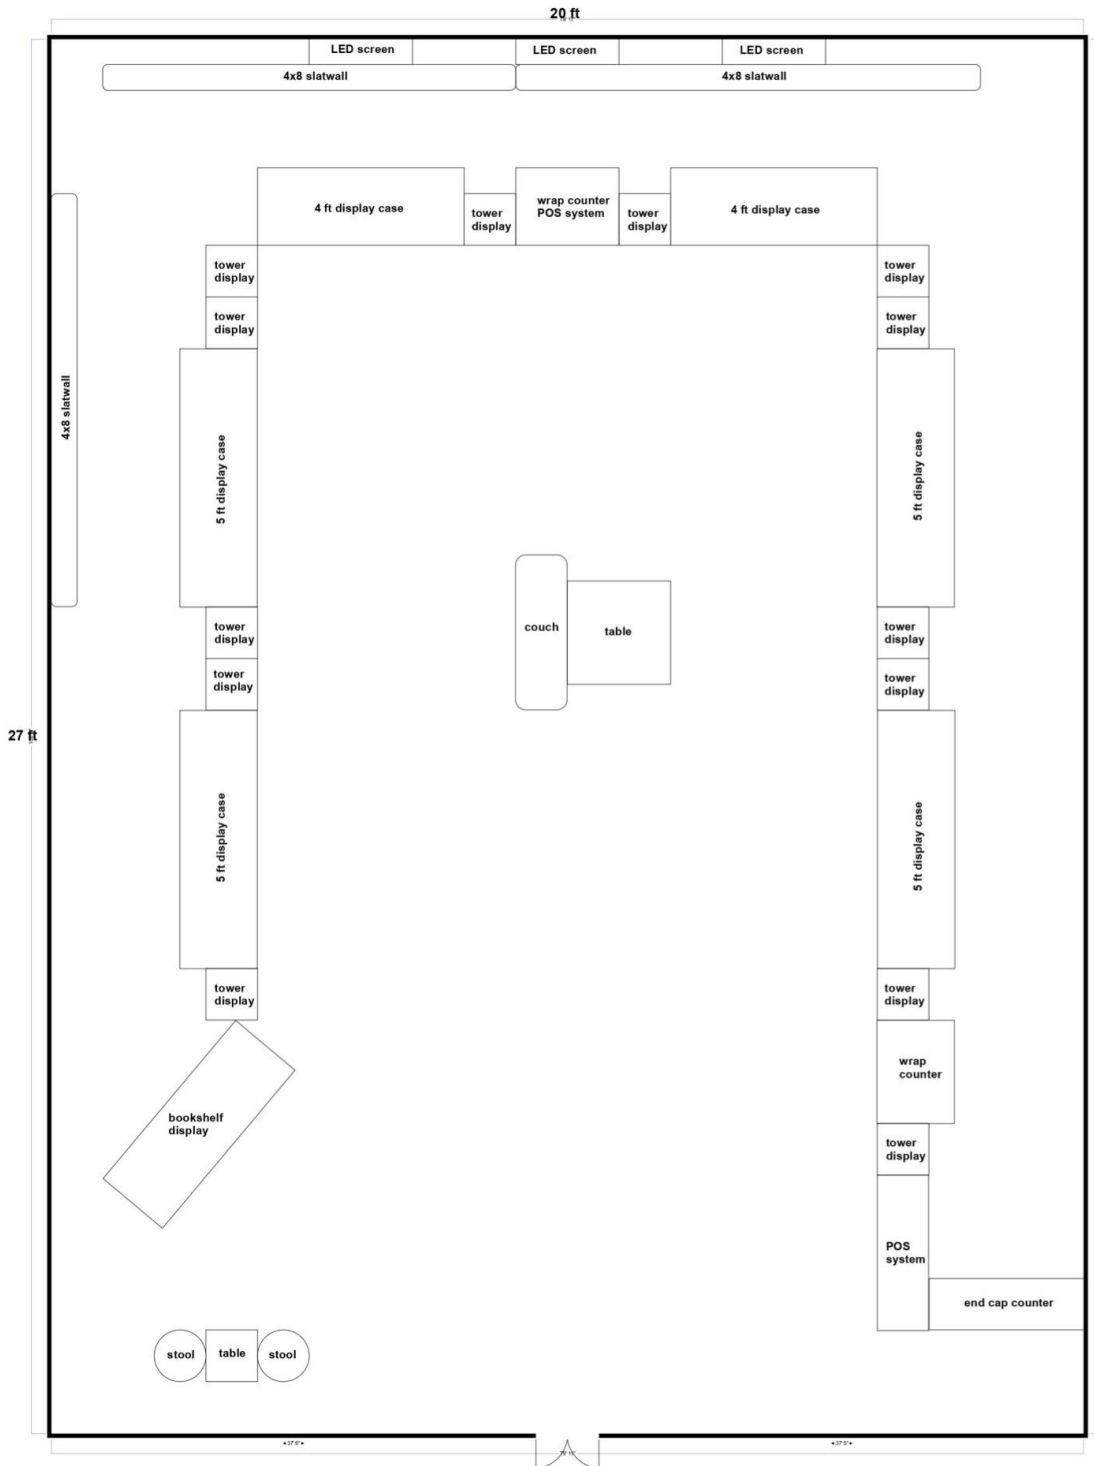 20 ft
LED screen
LED screen
LED screen
4x8 slatwall
4x8 slatwall
4 ft display case
tower
display
wrap counter
POS system
tower
display
4 ft display case
tower
display
tower
display
tower
display
tower
display
4x8 slatwall
5 ft display case
5 ft display case
couch
table
tower
display
tower
display
tower
display
tower
display
27 ft
5 ft display case
5 ft display case
tower
display
tower
display
wrap
counter
bookshelf
display
tower
display
POS
system
end cap counter
stool
table
stool